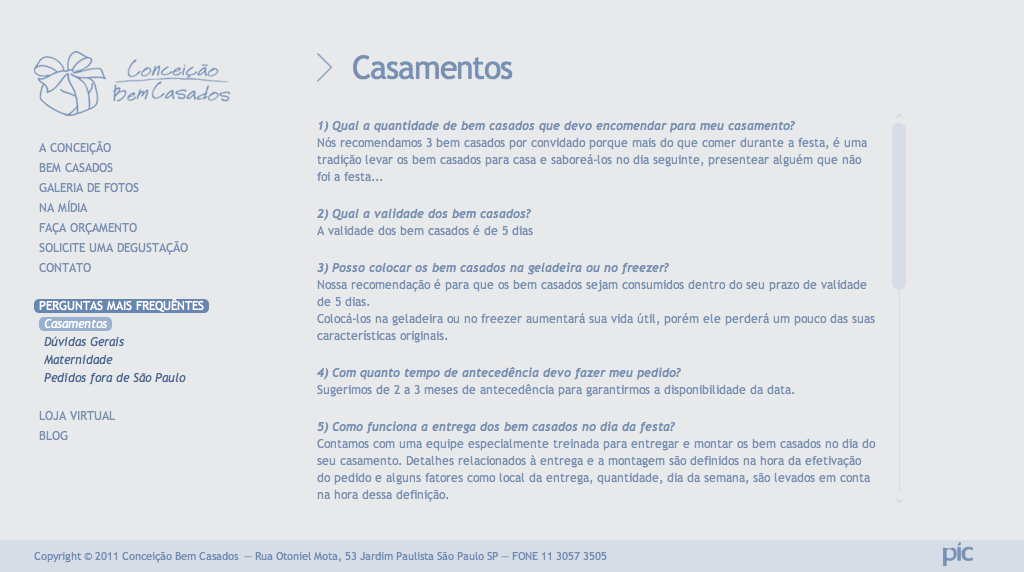 Conceição
Bem Casados
A CONCEIÇÃO
BEM CASADOS
GALERIA DE FOTOS
NA MÍDIA
FAÇA ORÇAMENTO
SOLICITE UMA DEGUSTAÇÃO
CONTATO
PERGUNTAS MAIS FREQUÊNTES
Casamentos
Dúvidas Gerais
Maternidade
Pedidos fora de São Paulo
LOJA VIRTUAL
BLOG
Casamentos
1) Qual a quantidade de bem casados que devo encomendar para meu casamento?
Nós recomendamos 3 bem casados por convidado porque mais do que comer durante a festa, é uma
tradição levar os bem casados para casa e saboreá-los no dia seguinte, presentear alguém que não
foi a festa...
2) Qual a validade dos bem casados?
A validade dos bem casados é de 5 dias
3) Posso colocar os bem casados na geladeira ou no freezer?
Nossa recomendação é para que os bem casados sejam consumidos dentro do seu prazo de validade
de 5 dias.
Colocá-los na geladeira ou no freezer aumentará sua vida útil, porém ele perderá um pouco das suas
características originais.
4) Com quanto tempo de antecedência devo fazer meu pedido?
Sugerimos de 2 a 3 meses de antecedência para garantirmos a disponibilidade da data.
5) Como funciona a entrega dos bem casados no dia da festa?
Contamos com uma equipe especialmente treinada para entregar e montar os bem casados no dia do
seu casamento. Detalhes relacionados à entrega e a montagem são definidos na hora da efetivação
do pedido e alguns fatores como local da entrega, quantidade, dia da semana, são levados em conta
na hora dessa definição.
Copyright © 2011 Conceição Bem Casados — Rua Otoniel Mota, 53 Jardim Paulista São Paulo SP — FONE 11 3057 3505
pic